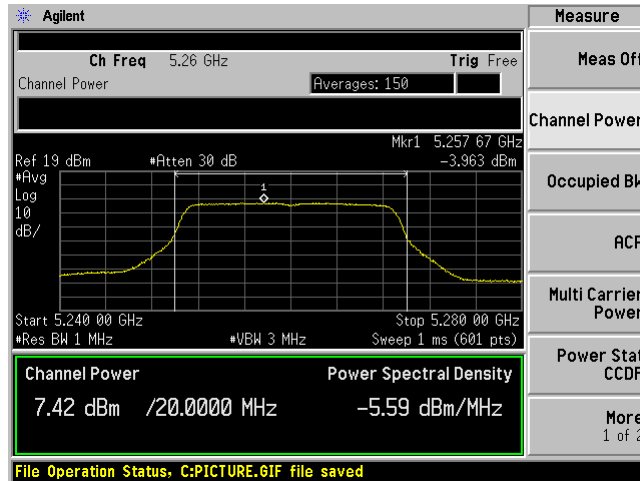 Agilent
Measure
Ch Freq 5.26 GHz Trig Free
Meas Off
Channel Power Averages: 150
Channel Power
Mkr1 5.257 67 GHz
Ref 19 dBm #Atten 30 dB -3.963 dBm
#Avg
Log
10
dB/
1
Occupied BW
ACP
Multi Carrier
Power
Start 5.240 00 GHz Stop 5.280 00 GHz
#Res BW 1 MHz #VBW 3 MHz Sweep 1 ms (601 pts)
Power Stat
CCDF
Channel Power Power Spectral Density
7.42 dBm /20.0000 MHz -5.59 dBm/MHz
More
1 of 2
File Operation Status, C:PICTURE.GIF file saved